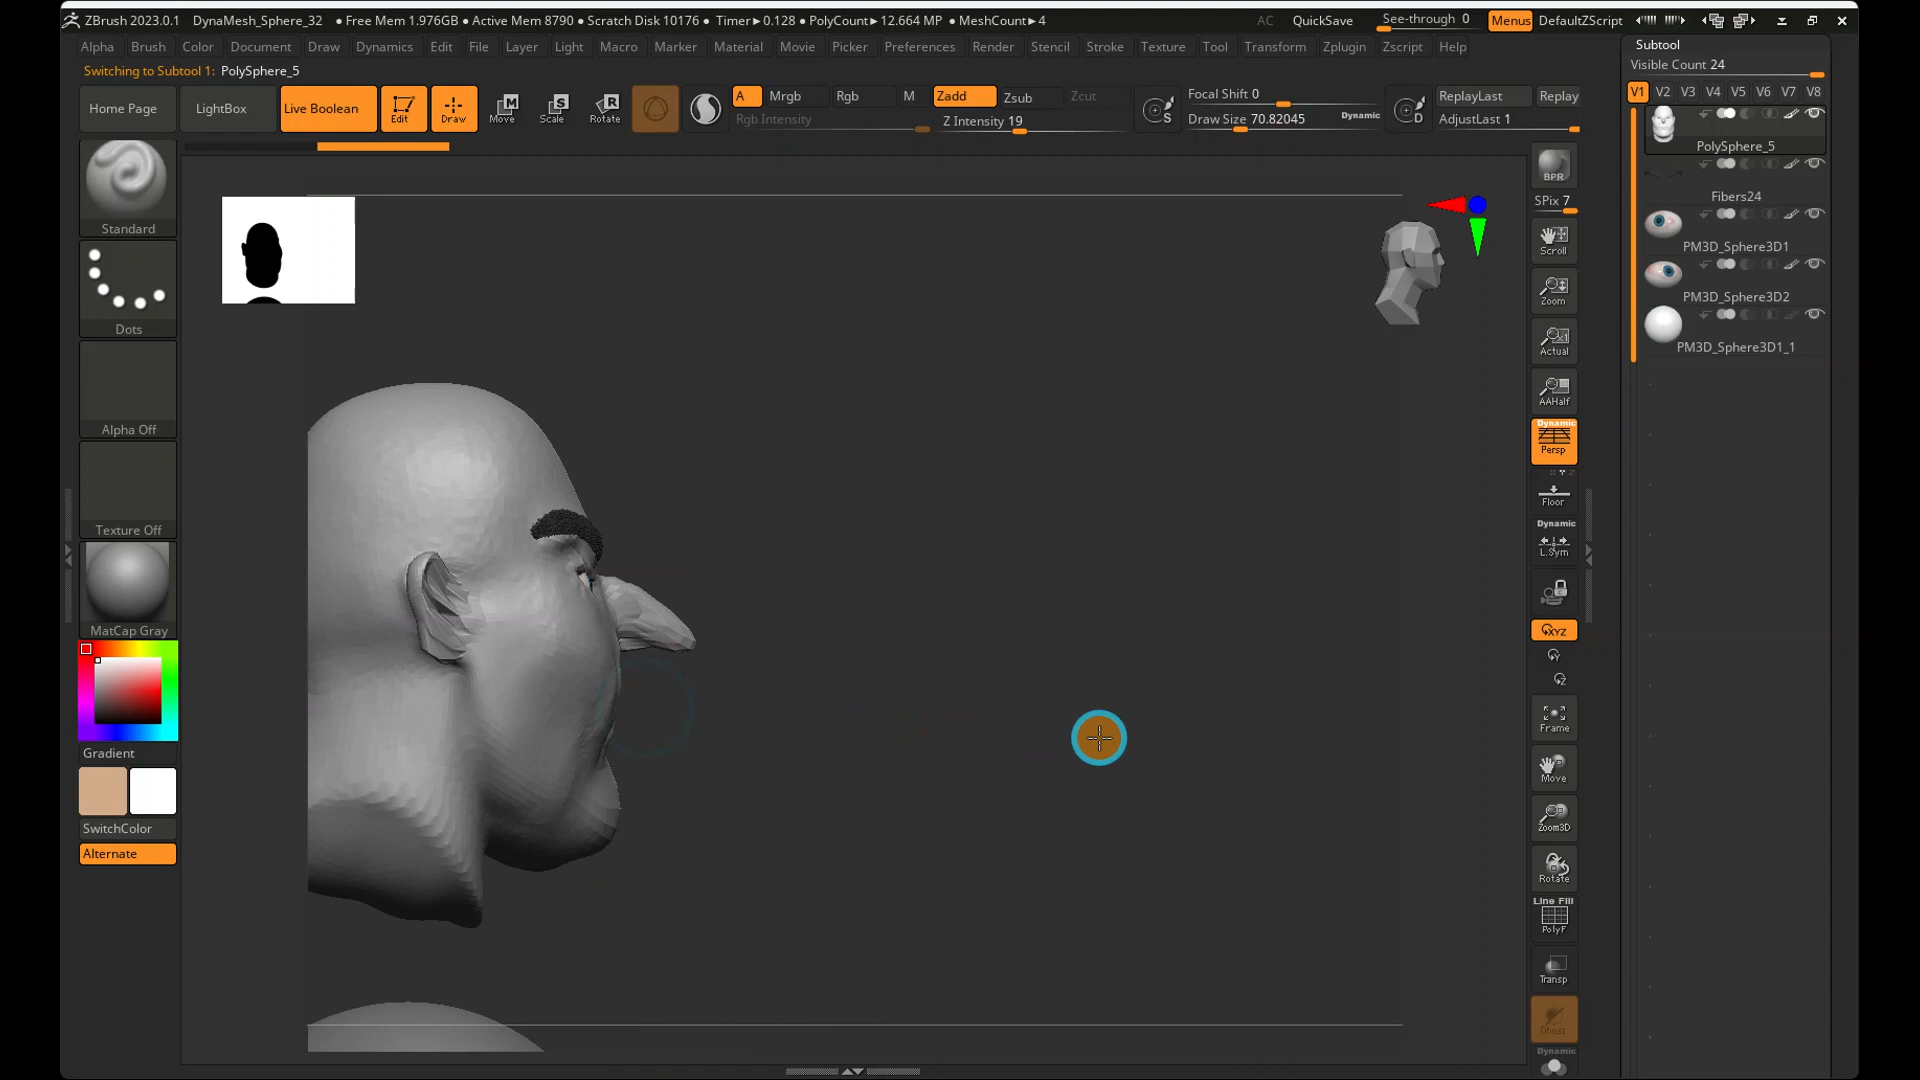 ZBrush 2023.0.1 DynaMesh_Sphere_32 ● Free Mem 1.976GB ● Active Mem 8790 ● Scratch Disk 10176 ● Timer►0.128 ● PolyCount►12.664 MP ● MeshCount►4 AC QuickSave See-through 0 Menus DefaultZScript
Alpha Brush Color Document Draw Dynamics Edit File Layer Light Macro Marker Material Movie Picker Preferences Render Stencil Stroke Texture Tool Transform Zplugin Zscript Help
Switching to Subtool 1: PolySphere_5
Home Page LightBox Live Boolean Edit Draw Move Scale Rotate
M S R
A Mrgb Rgb M Zadd Zsub Zcut
Rgb Intensity Z Intensity 19
S Focal Shift 0
Draw Size 70.82045 Dynamic
D ReplayLast Replay
AdjustLast 1
Standard
Dots
Alpha Off
Texture Off
MatCap Gray
Gradient
SwitchColor
Alternate
BPR
SPix 7
Scroll
Zoom
Actual
AAHalf
Dynamic
Persp
Floor
Dynamic
L.Sym
XYZ
Y
Z
Frame
Move
Zoom3D
Rotate
Line Fill
PolyF
Transp
Ghost
Dynamic
Subtool
Visible Count 24
V1 V2 V3 V4 V5 V6 V7 V8
PolySphere_5
Fibers24
PM3D_Sphere3D1
PM3D_Sphere3D2
PM3D_Sphere3D1_1